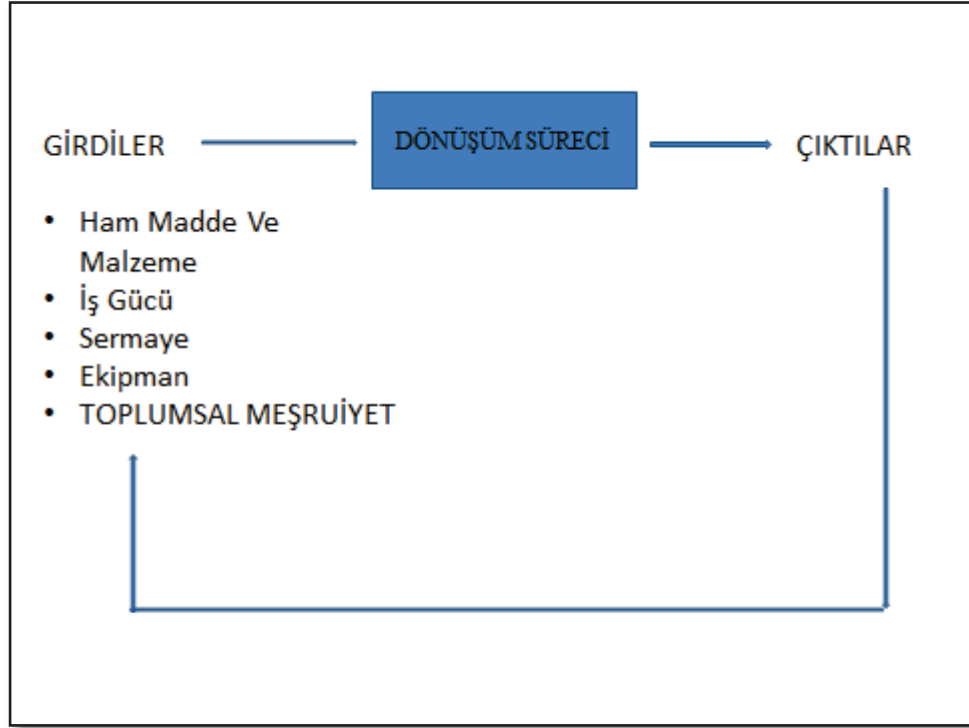 GİRDİLER
DÖNÜŞÜM SÜRECİ
ÇIKTILAR
• Ham Madde Ve
Malzeme
• İş Gücü
• Sermaye
• Ekipman
• TOPLUMSAL MEŞRUİYET